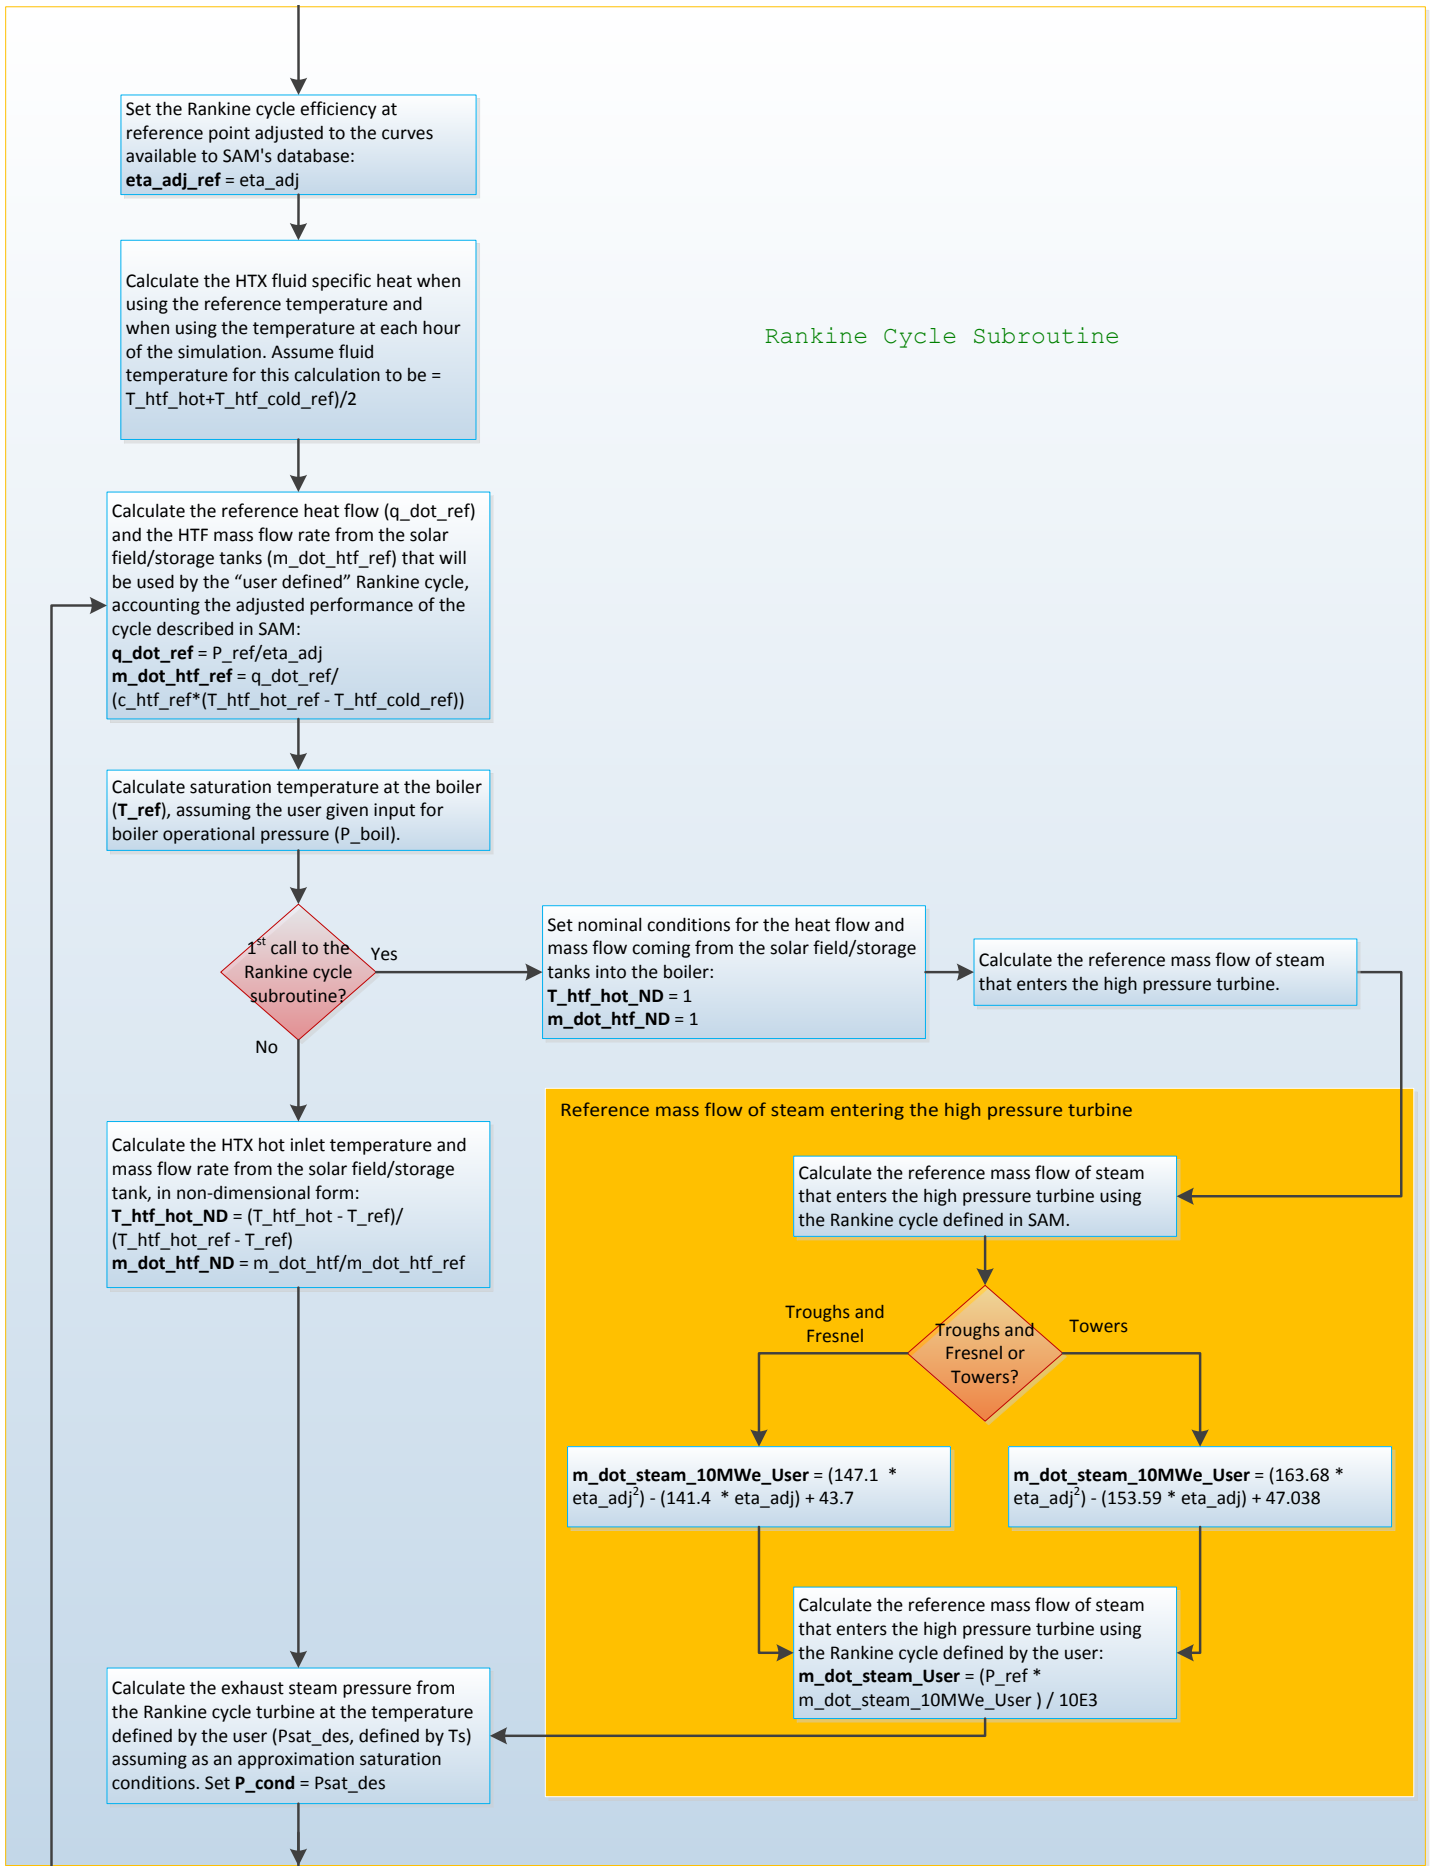 Set the Rankine cycle efficiency at
reference point adjusted to the curves
available to SAM's database:
eta_adj_ref = eta_adj
Calculate the HTX fluid specific heat when
using the reference temperature and
when using the temperature at each hour
of the simulation. Assume fluid
temperature for this calculation to be =
T_htf_hot+T_htf_cold_ref)/2
Rankine Cycle Subroutine
Calculate the reference heat flow (q_dot_ref)
and the HTF mass flow rate from the solar
field/storage tanks (m_dot_htf_ref) that will
be used by the “user defined” Rankine cycle,
accounting the adjusted performance of the
cycle described in SAM:
q_dot_ref = P_ref/eta_adj
m_dot_htf_ref = q_dot_ref/
(c_htf_ref*(T_htf_hot_ref - T_htf_cold_ref))
Calculate saturation temperature at the boiler
(T_ref), assuming the user given input for
boiler operational pressure (P_boil).
1st call to the
Rankine cycle
subroutine?
Yes
No
Set nominal conditions for the heat flow and
mass flow coming from the solar field/storage
tanks into the boiler:
T_htf_hot_ND = 1
m_dot_htf_ND = 1
Calculate the reference mass flow of steam
that enters the high pressure turbine.
Calculate the HTX hot inlet temperature and
mass flow rate from the solar field/storage
tank, in non-dimensional form:
T_htf_hot_ND = (T_htf_hot - T_ref)/
(T_htf_hot_ref - T_ref)
m_dot_htf_ND = m_dot_htf/m_dot_htf_ref
Reference mass flow of steam entering the high pressure turbine
Calculate the reference mass flow of steam
that enters the high pressure turbine using
the Rankine cycle defined in SAM.
Troughs and
Fresnel
Troughs and
Fresnel or
Towers?
Towers
m_dot_steam_10MWe_User = (147.1 *
eta_adj²) - (141.4 * eta_adj) + 43.7
m_dot_steam_10MWe_User = (163.68 *
eta_adj²) - (153.59 * eta_adj) + 47.038
Calculate the reference mass flow of steam
that enters the high pressure turbine using
the Rankine cycle defined by the user:
m_dot_steam_User = (P_ref *
m_dot_steam_10MWe_User ) / 10E3
Calculate the exhaust steam pressure from
the Rankine cycle turbine at the temperature
defined by the user (Psat_des, defined by Ts)
assuming as an approximation saturation
conditions. Set P_cond = Psat_des